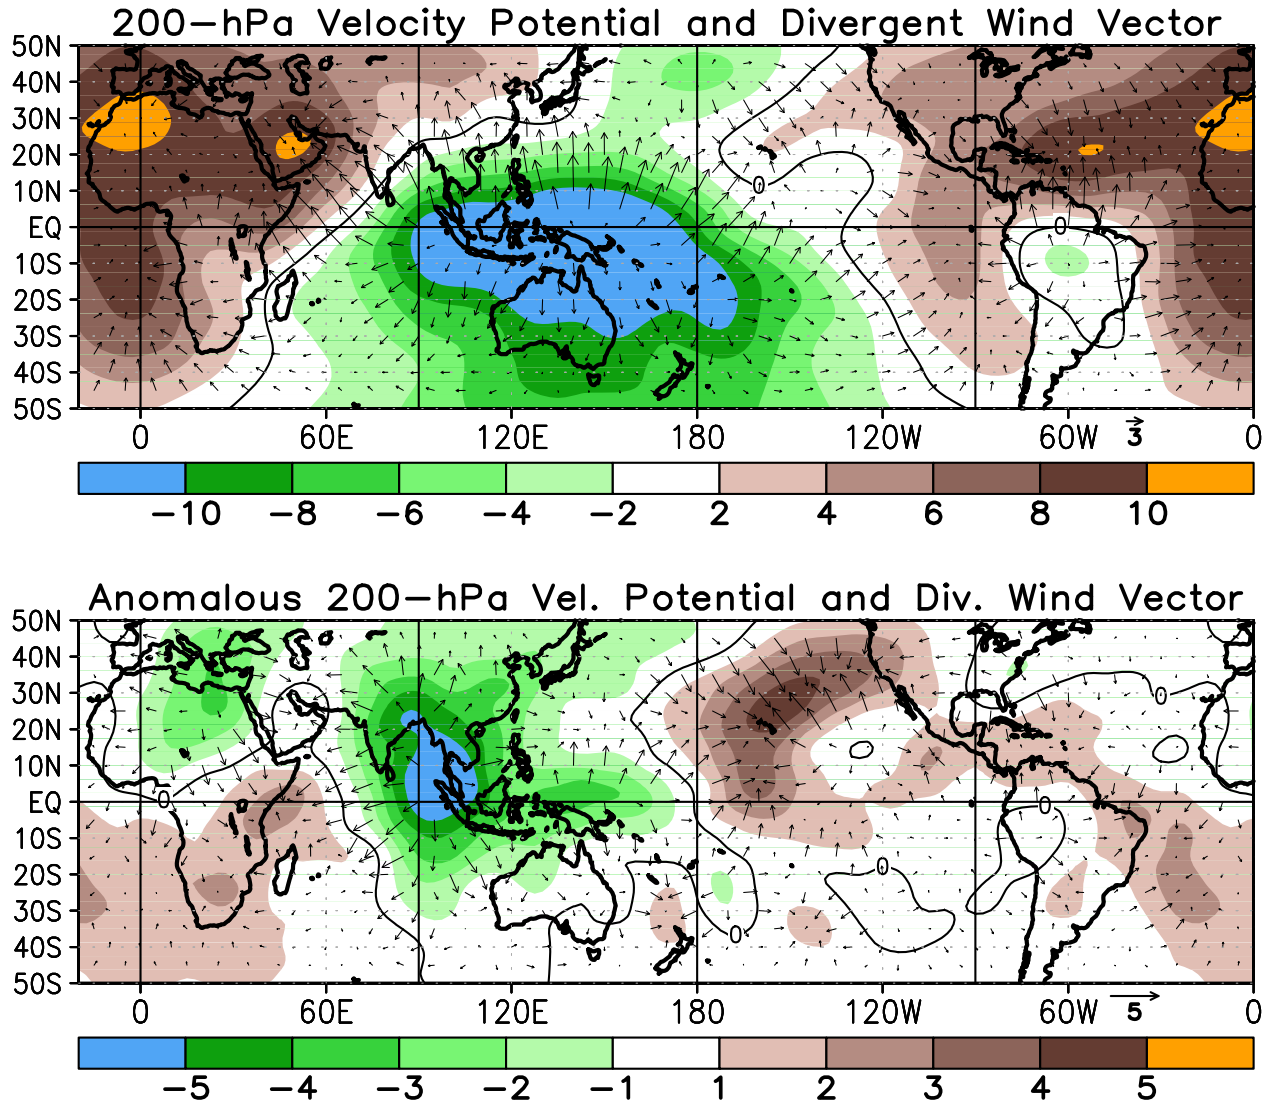 200-hPa Velocity Potential and Divergent Wind Vector
50N
40N
30N
20N
10N
EQ
10S
20S
30S
40S
50S
0
0
0 60E 120E 180 120W 60W 0
3
-10 -8 -6 -4 -2 2 4 6 8 10
Anomalous 200-hPa Vel. Potential and Div. Wind Vector
50N
40N
30N
20N
10N
EQ
10S
20S
30S
40S
50S
0
0
0
0
0
0 60E 120E 180 120W 60W 0
5
-5 -4 -3 -2 -1 1 2 3 4 5